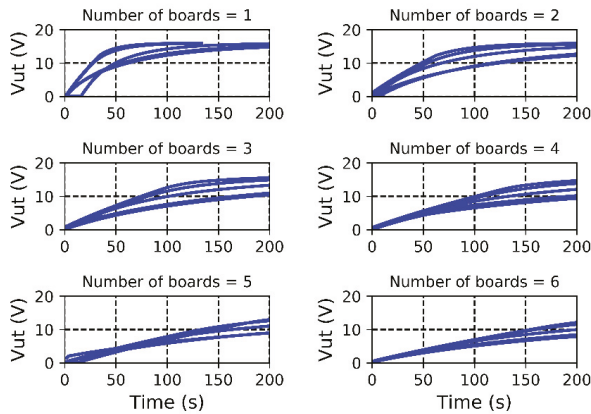 Number of boards = 1
Number of boards = 2
20
10
0
Vut (V)
0 50 100 150 200
20
10
0
Vut (V)
0 50 100 150 200
Number of boards = 3
Number of boards = 4
20
10
0
Vut (V)
0 50 100 150 200
20
10
0
Vut (V)
0 50 100 150 200
Number of boards = 5
Number of boards = 6
20
10
0
Vut (V)
0 50 100 150 200
Time (s)
20
10
0
Vut (V)
0 50 100 150 200
Time (s)